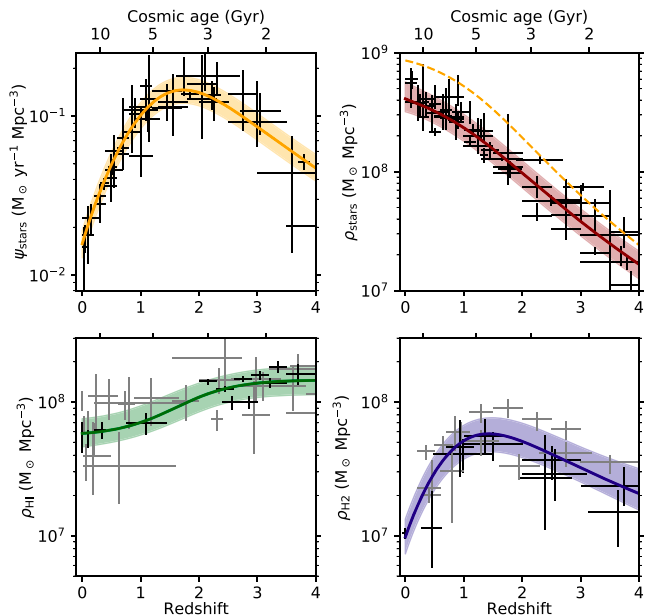 Cosmic age (Gyr)
Cosmic age (Gyr)
10 5 3 2
10 5 3 2
ψstars (M⊙ yr−1 Mpc−3)
10−1
10−2
0 1 2 3 4
ρstars (M⊙ Mpc−3)
109
108
107
0 1 2 3 4
ρHI (M⊙ Mpc−3)
108
107
0 1 2 3 4
Redshift
ρH2 (M⊙ Mpc−3)
108
107
0 1 2 3 4
Redshift